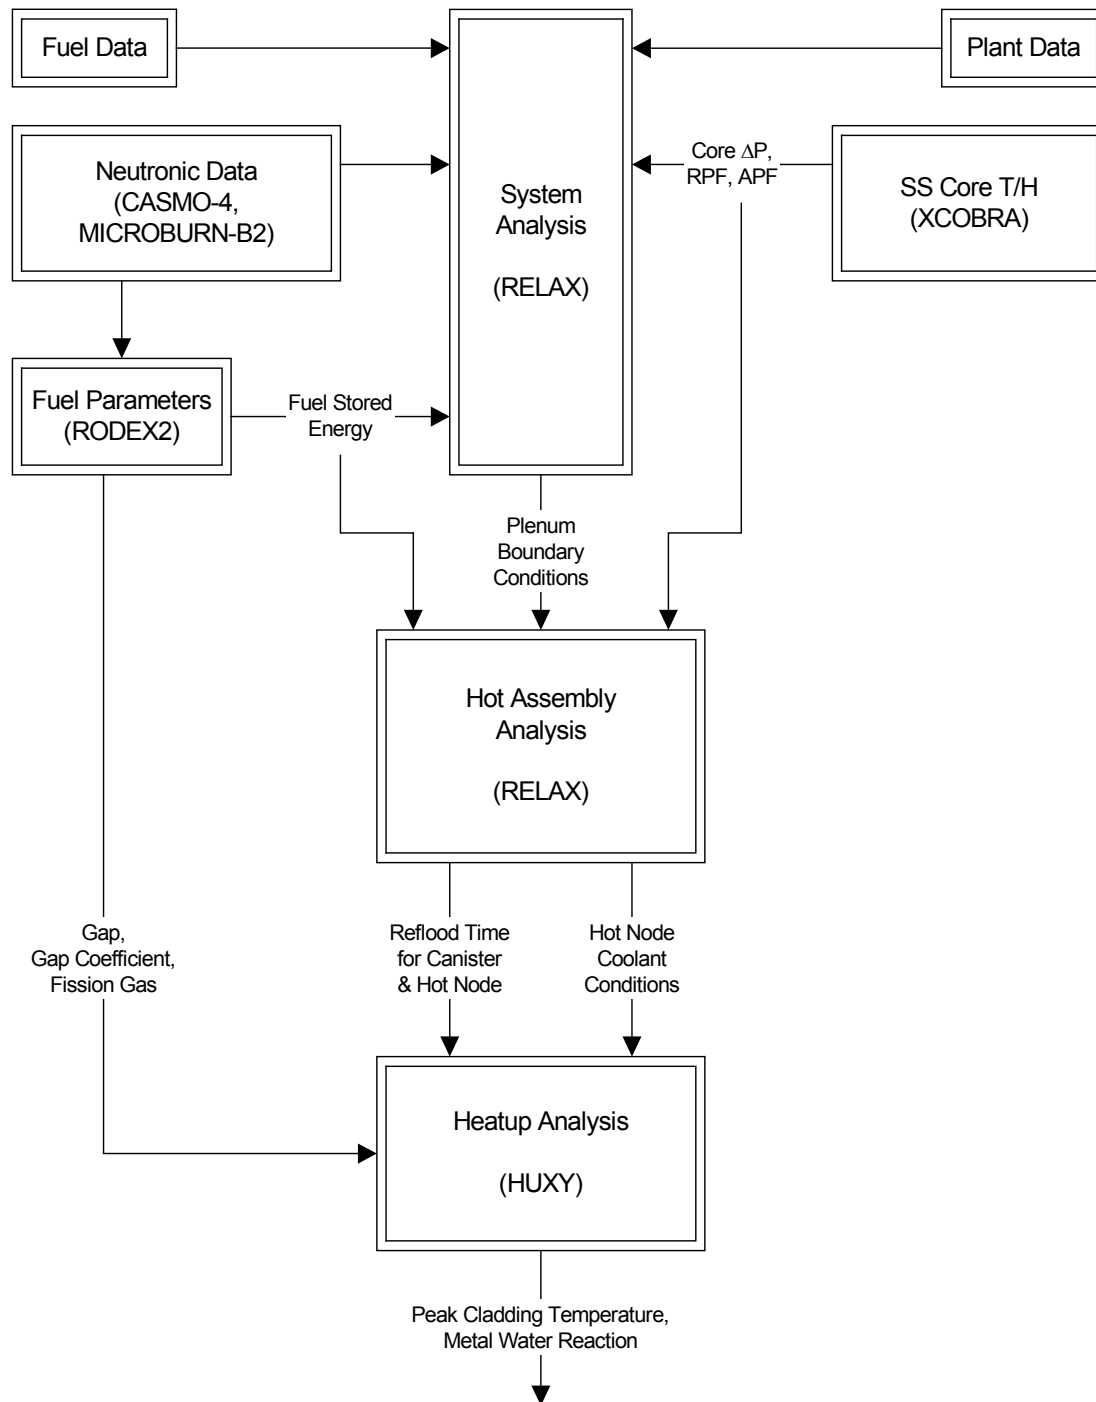 Fuel Data
Plant Data
Neutronic Data
(CASMO-4,
MICROBURN-B2)
System
Analysis
(RELAX)
Core ∆P,
RPF, APF
SS Core T/H
(XCOBRA)
Fuel Parameters
(RODEX2)
Fuel Stored
Energy
Plenum
Boundary
Conditions
Hot Assembly
Analysis
(RELAX)
Gap,
Gap Coefficient,
Fission Gas
Reflood Time
for Canister
& Hot Node
Hot Node
Coolant
Conditions
Heatup Analysis
(HUXY)
Peak Cladding Temperature,
Metal Water Reaction